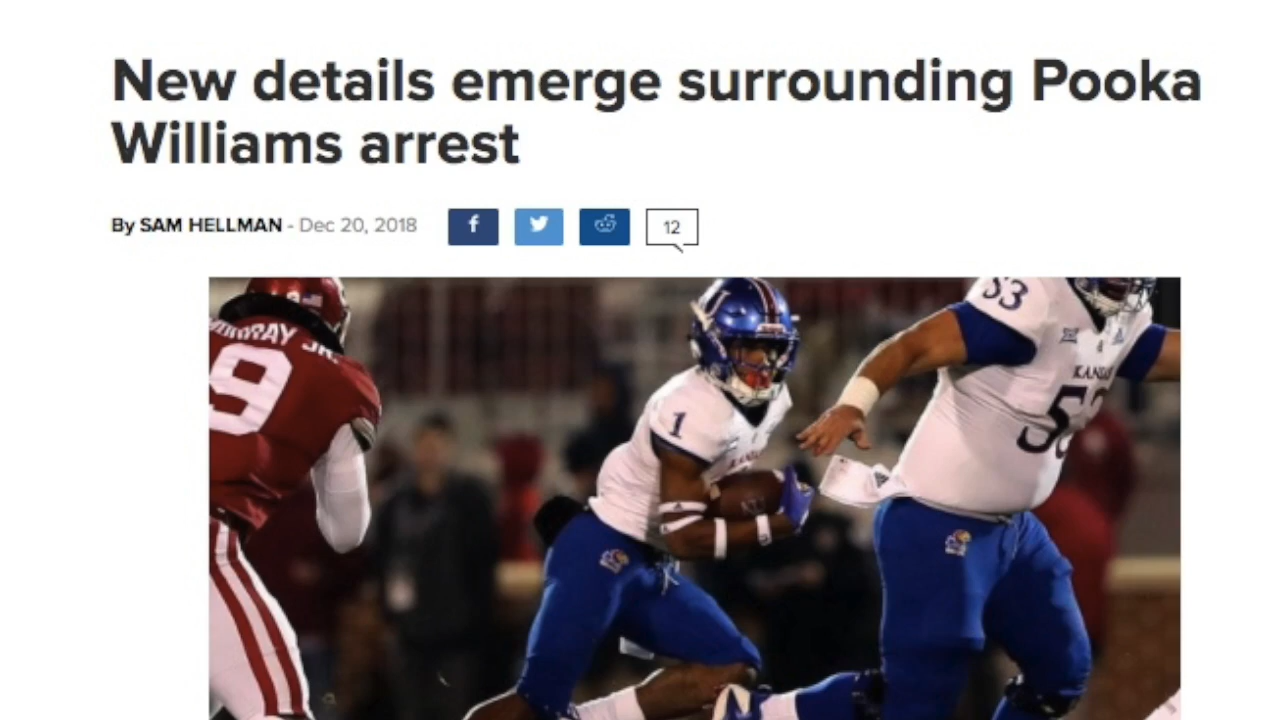 New details emerge surrounding Pooka
Williams arrest
By SAM HELLMAN - Dec 20, 2018
12
MURRAY JR.
9
1
53
KANSAS
53